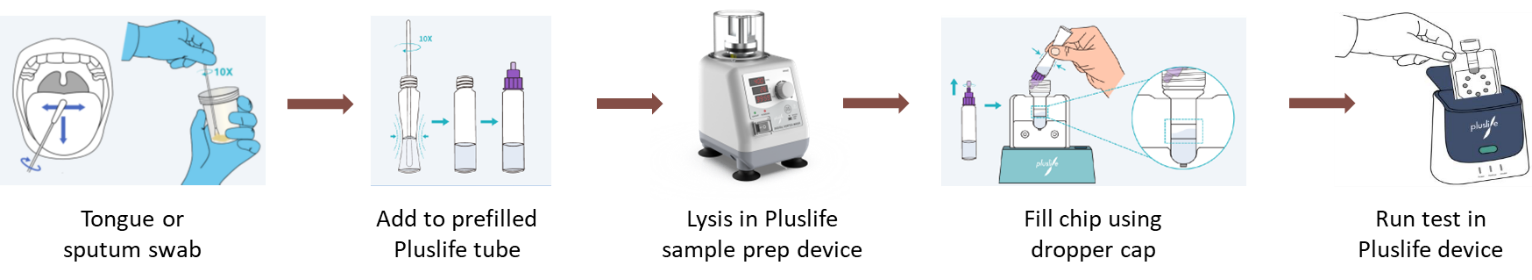 10X
10X
pluslife
pluslife
Tongue or
sputum swab
Add to prefilled
Pluslife tube
Lysis in Pluslife
sample prep device
Fill chip using
dropper cap
Run test in
Pluslife device